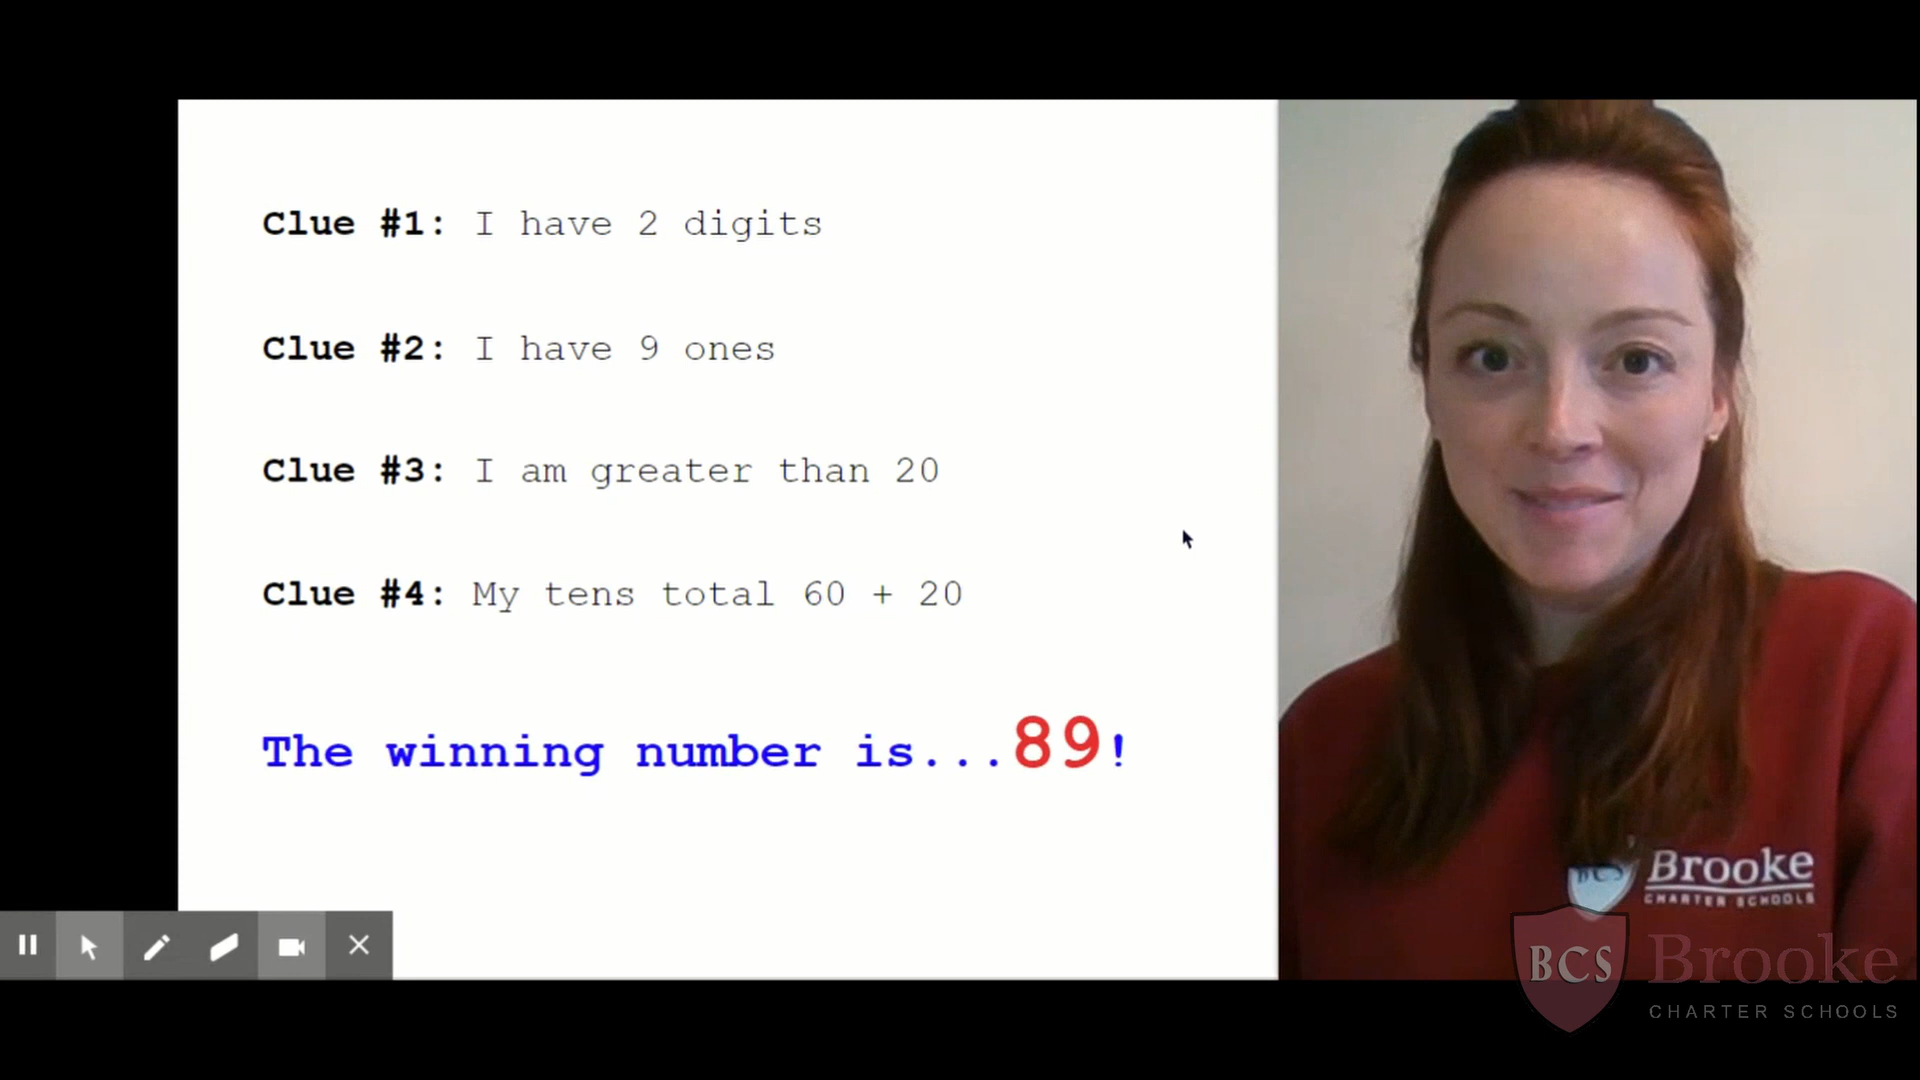 Clue #1: I have 2 digits
Clue #2: I have 9 ones
Clue #3: I am greater than 20
Clue #4: My tens total 60 + 20
The winning number is...89!
BCS Brooke
CHARTER SCHOOLS
BCS Brooke
CHARTER SCHOOLS